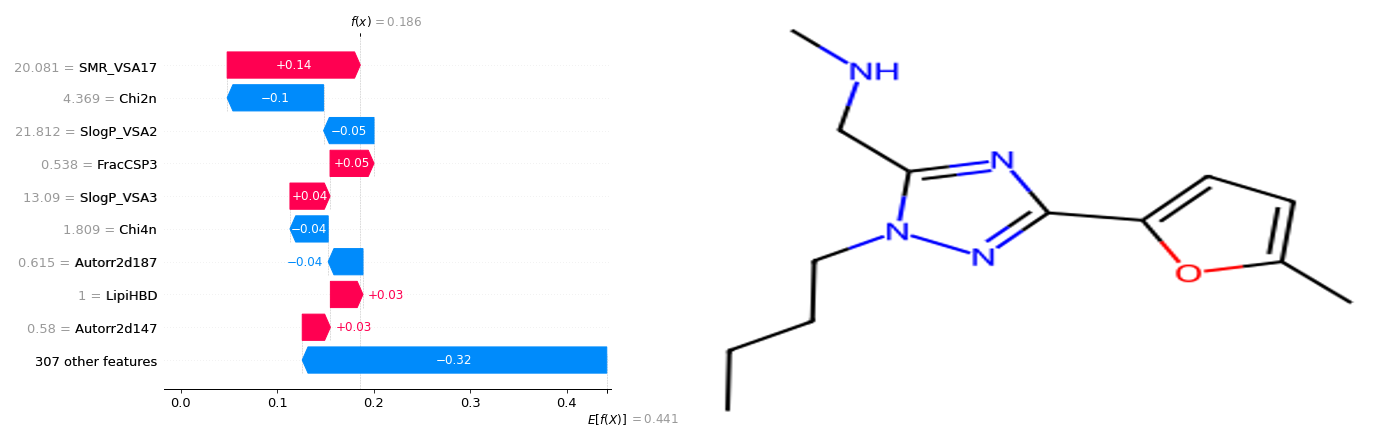 f(x) = 0.186
20.081 = SMR_VSA17
+0.14
4.369 = Chi2n
−0.1
21.812 = SlogP_VSA2
−0.05
0.538 = FracCSP3
+0.05
13.09 = SlogP_VSA3
+0.04
1.809 = Chi4n
−0.04
0.615 = Autorr2d187
−0.04
1 = LipiHBD
+0.03
0.58 = Autorr2d147
+0.03
307 other features
−0.32
0.0 0.1 0.2 0.3 0.4
E[f(X)] = 0.441
NH
N
N
N
O